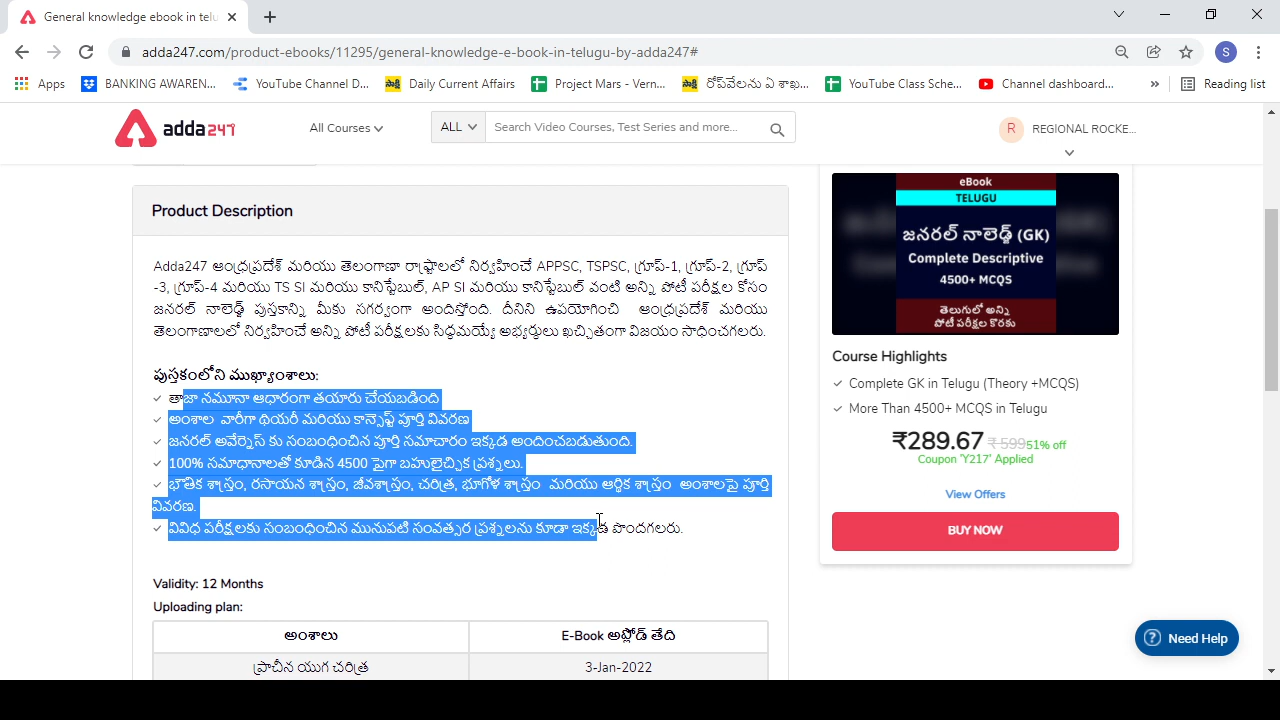 General knowledge ebook in telu
adda247.com/product-ebooks/11295/general-knowledge-e-book-in-telugu-by-adda247#
S
Apps
BANKING AWAREN...
YouTube Channel D...
Daily Current Affairs
Project Mars - Vern...
రోప్‌వేలను ఏ శాఖ...
YouTube Class Sche...
Channel dashboard...
»
Reading list
adda247
All Courses
ALL
Search Video Courses, Test Series and more...
R
REGIONAL ROCKE...
Product Description
Adda247 ఆంధ్రప్రదేశ్ మరియు తెలంగాణా రాష్ట్రాలలో నిర్వహించే APPSC, TSPSC, గ్రూప్-1, గ్రూప్-2, గ్రూప్
-3, గ్రూప్-4 మరియు TS SI మరియు కానిస్టేబుల్, AP SI మరియు కానిస్టేబుల్ వంటి అన్ని పోటీ పరీక్షల కోసం
జనరల్ నాలెడ్జ్ పుస్తకాన్ని మీకు సగర్వంగా అందిస్తోంది. దీనిని ఉపయోగించి ఆంధ్రప్రదేశ్ మరియు
తెలంగాణాలలో నిర్వహించే అన్ని పోటీ పరీక్షలకు సిద్ధమయ్యే అభ్యర్థులు ఖచ్చితంగా విజయం సాధించగలరు.
పుస్తకంలోని ముఖ్యాంశాలు:
తాజా నమూనా ఆధారంగా తయారు చేయబడింది
అంశాల వారీగా థియరీ మరియు కాన్సెప్ట్ పూర్తి వివరణ
జనరల్ అవేర్నెస్ కు సంబంధించిన పూర్తి సమాచారం ఇక్కడ అందించబడుతుంది.
100% సమాధానాలతో కూడిన 4500 పైగా బహుళైచ్ఛిక ప్రశ్నలు.
భౌతిక శాస్త్రం, రసాయన శాస్త్రం, జీవశాస్త్రం, చరిత్ర, భూగోళ శాస్త్రం మరియు ఆర్థిక శాస్త్రం అంశాలపై పూర్తి
వివరణ.
వివిధ పరీక్షలకు సంబంధించిన మునుపటి సంవత్సర ప్రశ్నలను కూడా ఇక్కడ పొందగలరు.
Validity: 12 Months
Uploading plan:
అంశాలు
E-Book అప్లోడ్ తేది
ప్రాచీన యుగ చరిత్ర
3-Jan-2022
eBook
TELUGU
జనరల్ నాలెడ్జ్ (GK)
Complete Descriptive
4500+ MCQS
తెలుగులో అన్ని
పోటీ పరీక్షల కొరకు
Course Highlights
Complete GK in Telugu (Theory +MCQS)
More Than 4500+ MCQS in Telugu
₹289.67 ₹ 599 51% off
Coupon 'Y217' Applied
View Offers
BUY NOW
Need Help